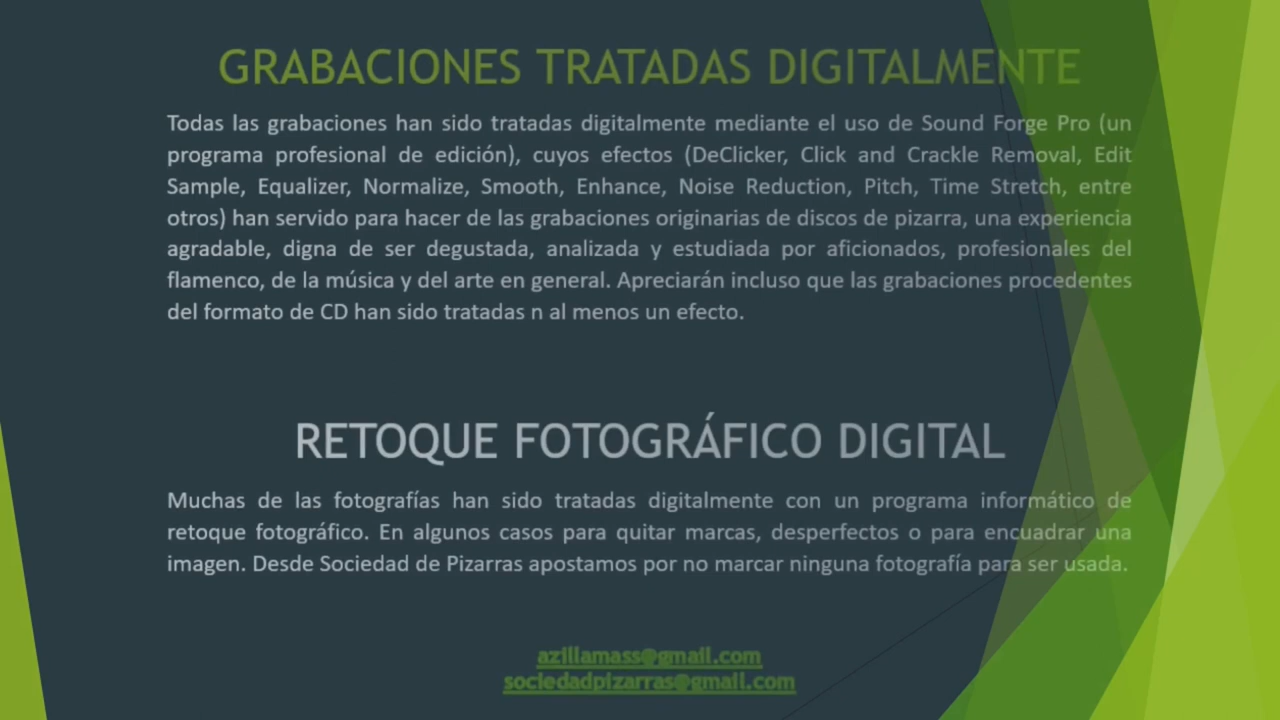 GRABACIONES TRATADAS DIGITALMENTE
Todas las grabaciones han sido tratadas digitalmente mediante el uso de Sound Forge Pro (un
programa profesional de edición), cuyos efectos (DeClicker, Click and Crackle Removal, Edit
Sample, Equalizer, Normalize, Smooth, Enhance, Noise Reduction, Pitch, Time Stretch, entre
otros) han servido para hacer de las grabaciones originarias de discos de pizarra, una experiencia
agradable, digna de ser degustada, analizada y estudiada por aficionados, profesionales del
flamenco, de la música y del arte en general. Apreciarán incluso que las grabaciones procedentes
del formato de CD han sido tratadas n al menos un efecto.
RETOQUE FOTOGRÁFICO DIGITAL
Muchas de las fotografías han sido tratadas digitalmente con un programa informático de
retoque fotográfico. En algunos casos para quitar marcas, desperfectos o para encuadrar una
imagen. Desde Sociedad de Pizarras apostamos por no marcar ninguna fotografía para ser usada.
azillamass@gmail.com
sociedadpizarras@gmail.com